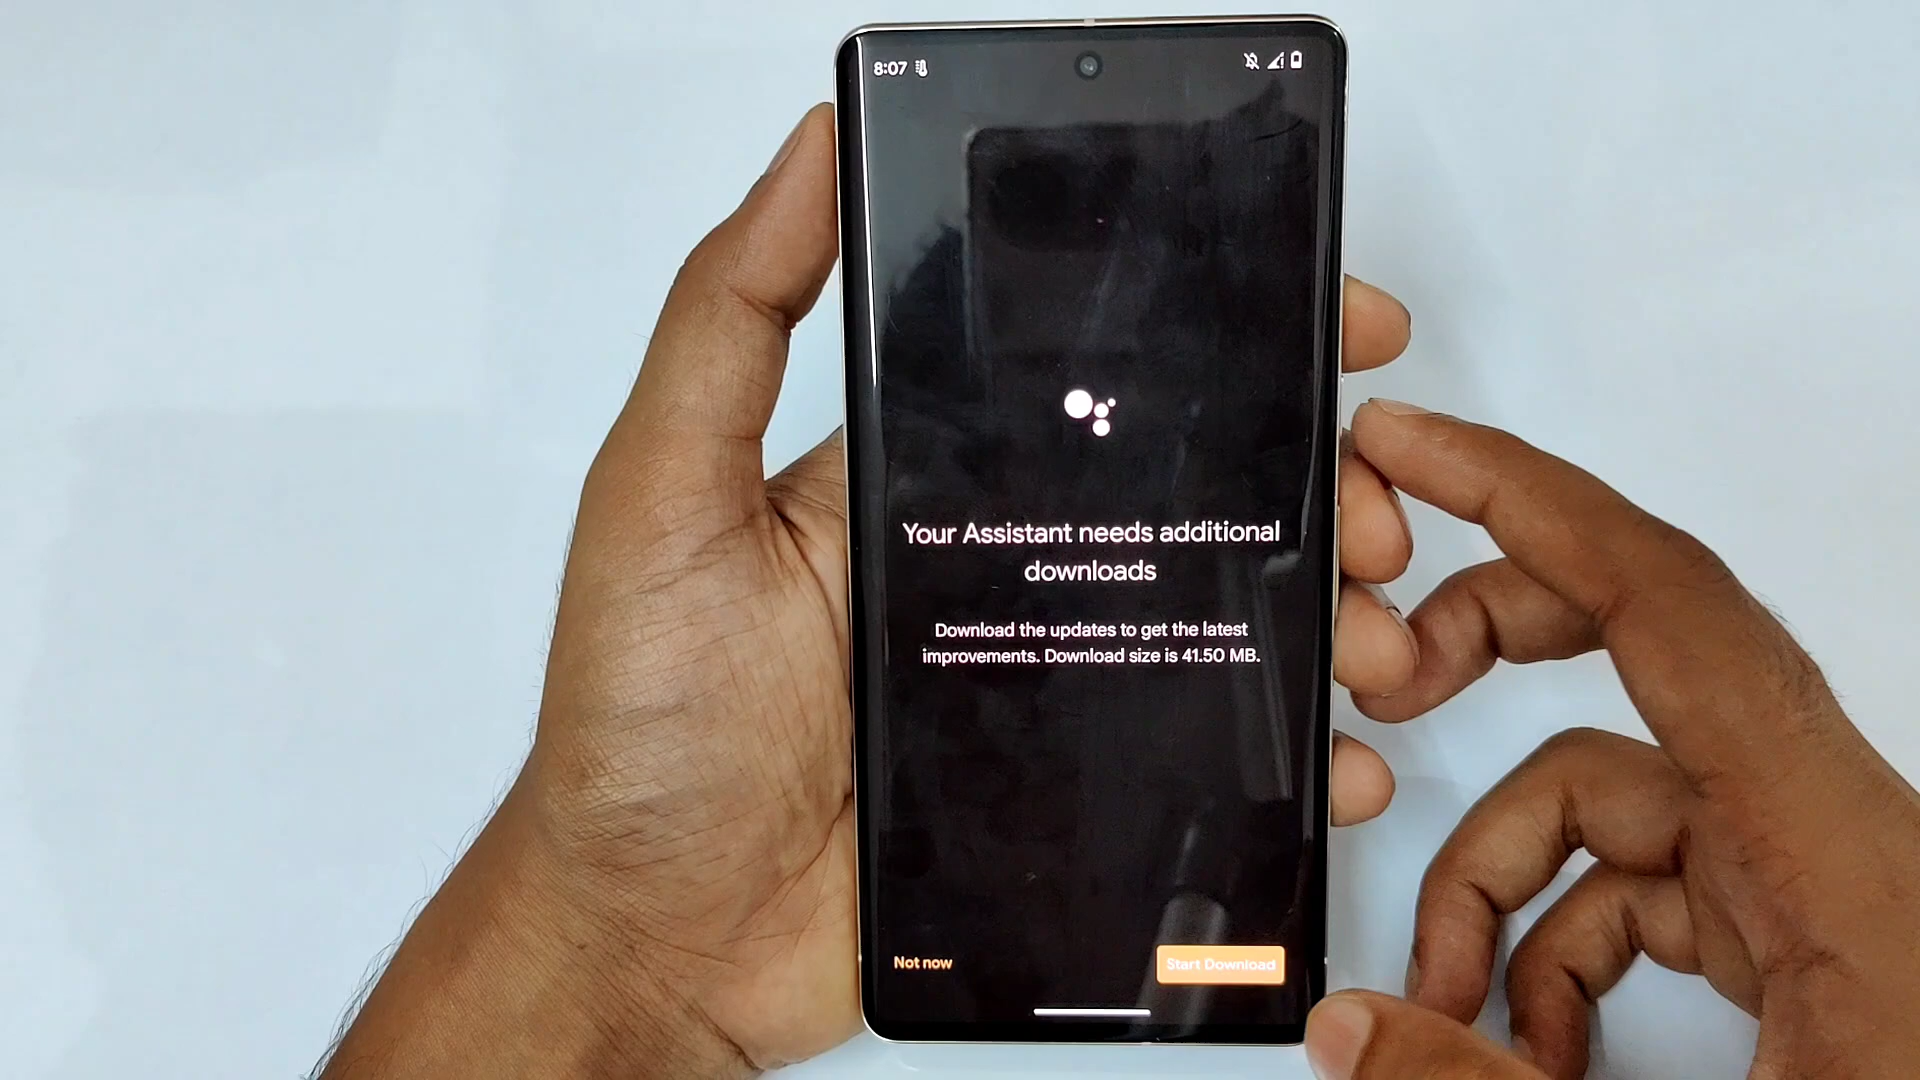 8:07
Your Assistant needs additional
downloads
Download the updates to get the latest
improvements. Download size is 41.50 MB.
Not now
Start Download